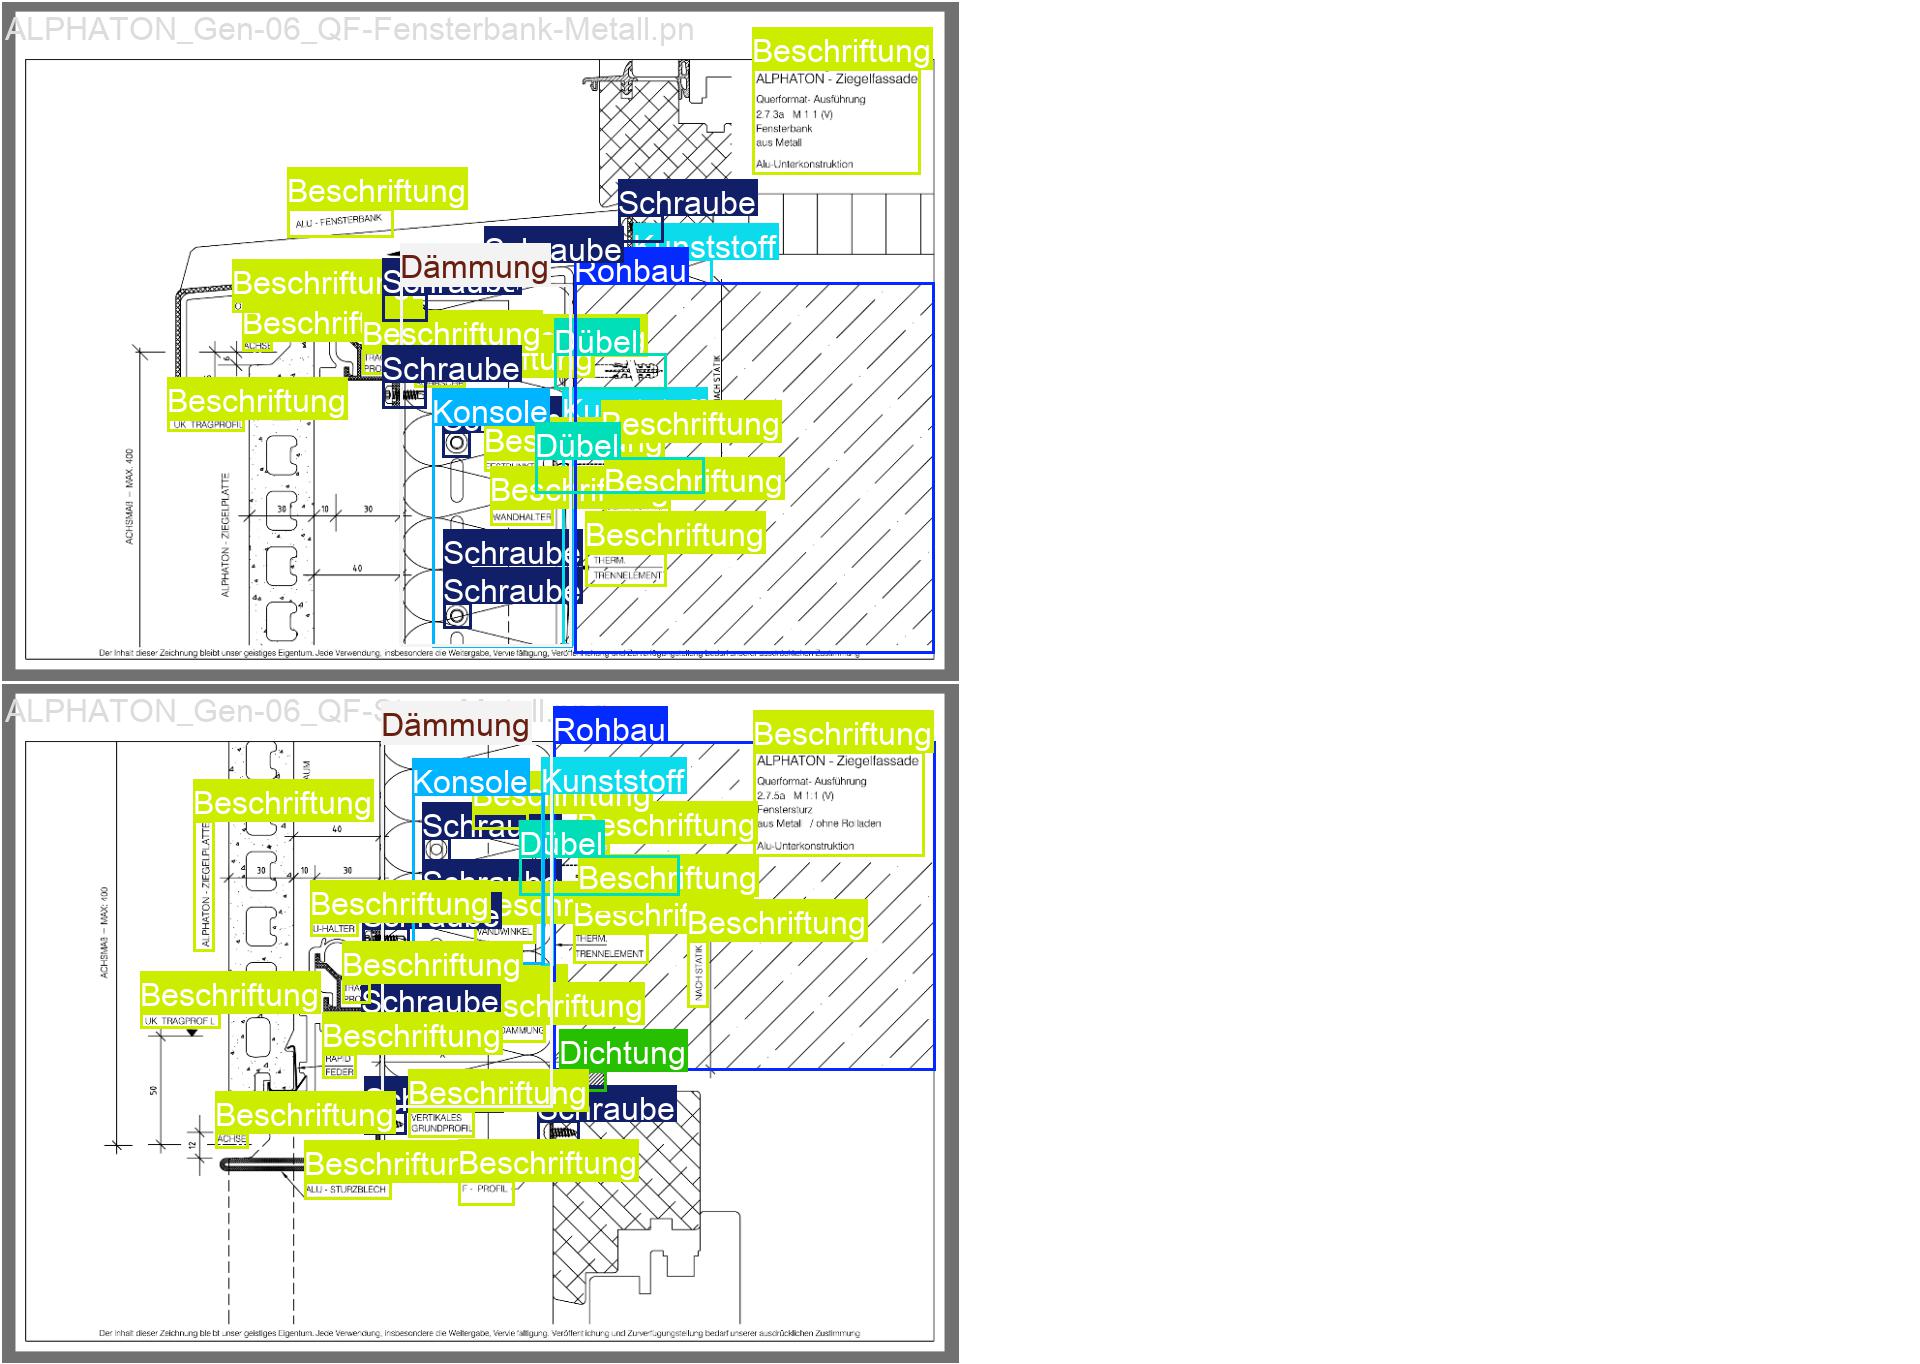 ALPHATON_Gen-06_QF-Fensterbank-Metall.pn
Beschriftung
ALPHATON - Ziegelfassade
Querformat- Ausführung
2.7.3a M 1:1 (V)
Fensterbank
aus Metall
Alu-Unterkonstruktion
Beschriftung
ALU - FENSTERBANK
Schraube
Kunststoff
Schraube
Dämmung
Rohbau
Beschriftung
Schraube
Beschriftung
ACHSE
Beschriftung
Dübel
Schraube
NACH STATIK
Beschriftung
UK TRAGPROFIL
Konsole
Beschriftung
Dübel
Beschriftung
Beschriftung
WANDHALTER
ACHSMAß – MAX. 400
ALPHATON - ZIEGELPLATTE
30
10
30
Beschriftung
THERM.
TRENNELEMENT
Schraube
40
Schraube
Der Inhalt dieser Zeichnung bleibt unser geistiges Eigentum. Jede Verwendung, insbesondere die Weitergabe, Vervielfältigung, Veröffentlichung und Zurverfügungstellung bedarf unserer ausdrücklichen Zustimmung
Dämmung
Rohbau
Beschriftung
ALPHATON - Ziegelfassade
Querformat- Ausführung
2.7.5a M 1:1 (V)
Fenstersturz
aus Metall / ohne Rolladen
Alu-Unterkonstruktion
Konsole
Kunststoff
Beschriftung
Beschriftung
Beschriftung
ALPHATON - ZIEGELPLATTE
40
Schraube
Dübel
30
10
30
Schraube
Beschriftung
ACHSMAß – MAX. 400
Beschriftung
U-HALTER
WANDWINKEL
Beschriftung
Beschriftung
THERM.
TRENNELEMENT
NACH STATIK
Beschriftung
Beschriftung
UK TRAGPROFIL
Schraube
Beschriftung
DÄMMUNG
Beschriftung
RAPID
FEDER
Dichtung
50
Beschriftung
VERTIKALES
GRUNDPROFIL
Schraube
Beschriftung
ACHSE
12
Beschriftung
ALU - STURZBLECH
Beschriftung
F - PROFIL
Der Inhalt dieser Zeichnung bleibt unser geistiges Eigentum. Jede Verwendung, insbesondere die Weitergabe, Vervielfältigung, Veröffentlichung und Zurverfügungstellung bedarf unserer ausdrücklichen Zustimmung